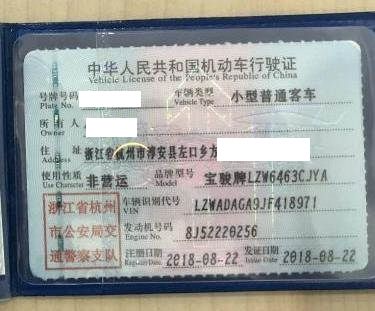 中华人民共和国机动车行驶证
Vehicle License of the People's Republic of China
号牌号码 车辆类型 小型普通客车
Plate No. Vehicle Type
所有人
Owner
住址 浙江省杭州市淳安县左口乡方
Address
使用性质 非营运 品牌型号 宝骏牌LZW6463CJYA
Use Character Model
浙江省杭州 车辆识别代号 LZWADAGA9JF418971
VIN
市公安局交 发动机号码 8J52220256
Engine No.
通警察支队 注册日期 2018-08-22 发证日期 2018-08-22
Register Date Issue Date